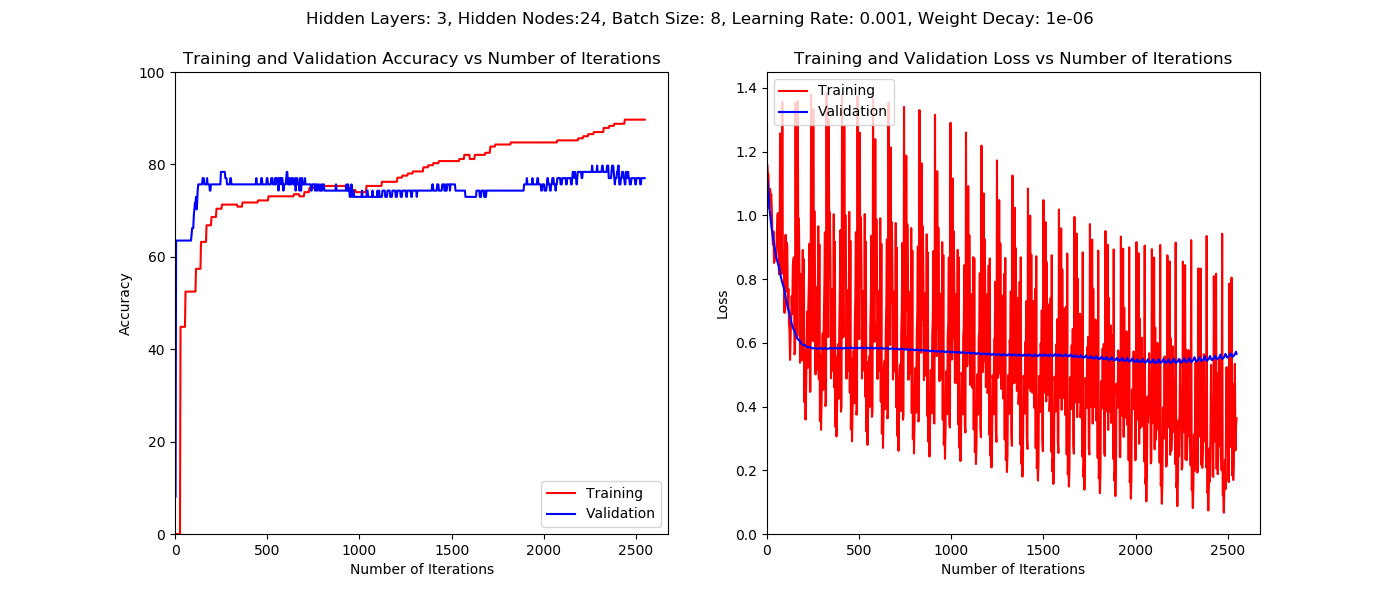 Hidden Layers: 3, Hidden Nodes:24, Batch Size: 8, Learning Rate: 0.001, Weight Decay: 1e-06
Training and Validation Accuracy vs Number of Iterations
100
80
60
40
20
0
Accuracy
0 500 1000 1500 2000 2500
Number of Iterations
Training
Validation
Training and Validation Loss vs Number of Iterations
Training
Validation
1.4
1.2
1.0
0.8
0.6
0.4
0.2
0.0
Loss
0 500 1000 1500 2000 2500
Number of Iterations